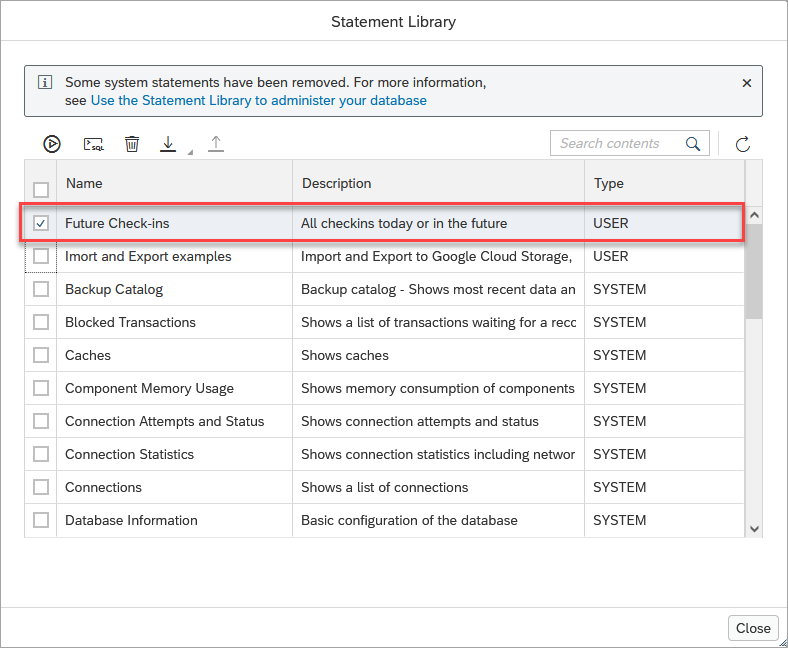 Statement Library
Some system statements have been removed. For more information,
see Use the Statement Library to administer your database
SQL
Search contents
Name Description Type
Future Check-ins All checkins today or in the future USER
Imort and Export examples Import and Export to Google Cloud Storage, USER
Backup Catalog Backup catalog - Shows most recent data an SYSTEM
Blocked Transactions Shows a list of transactions waiting for a reco SYSTEM
Caches Shows caches SYSTEM
Component Memory Usage Shows memory consumption of components SYSTEM
Connection Attempts and Status Shows connection attempts and status SYSTEM
Connection Statistics Shows connection statistics including networ SYSTEM
Connections Shows a list of connections SYSTEM
Database Information Basic configuration of the database SYSTEM
Close